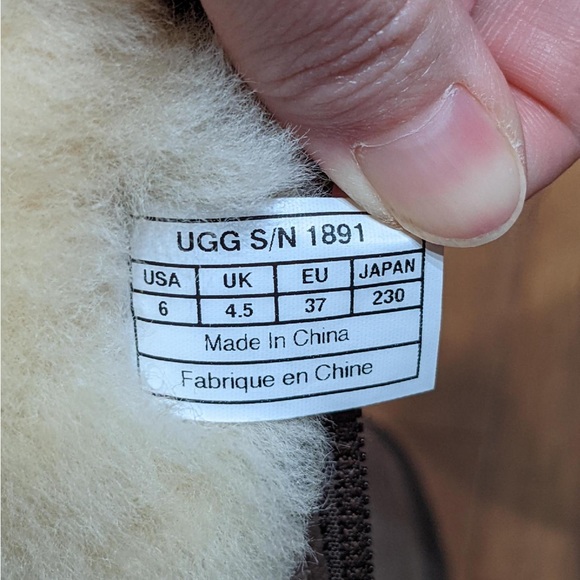 UGG S/N 1891
USA UK EU JAPAN
6 4.5 37 230
Made In China
Fabrique en Chine